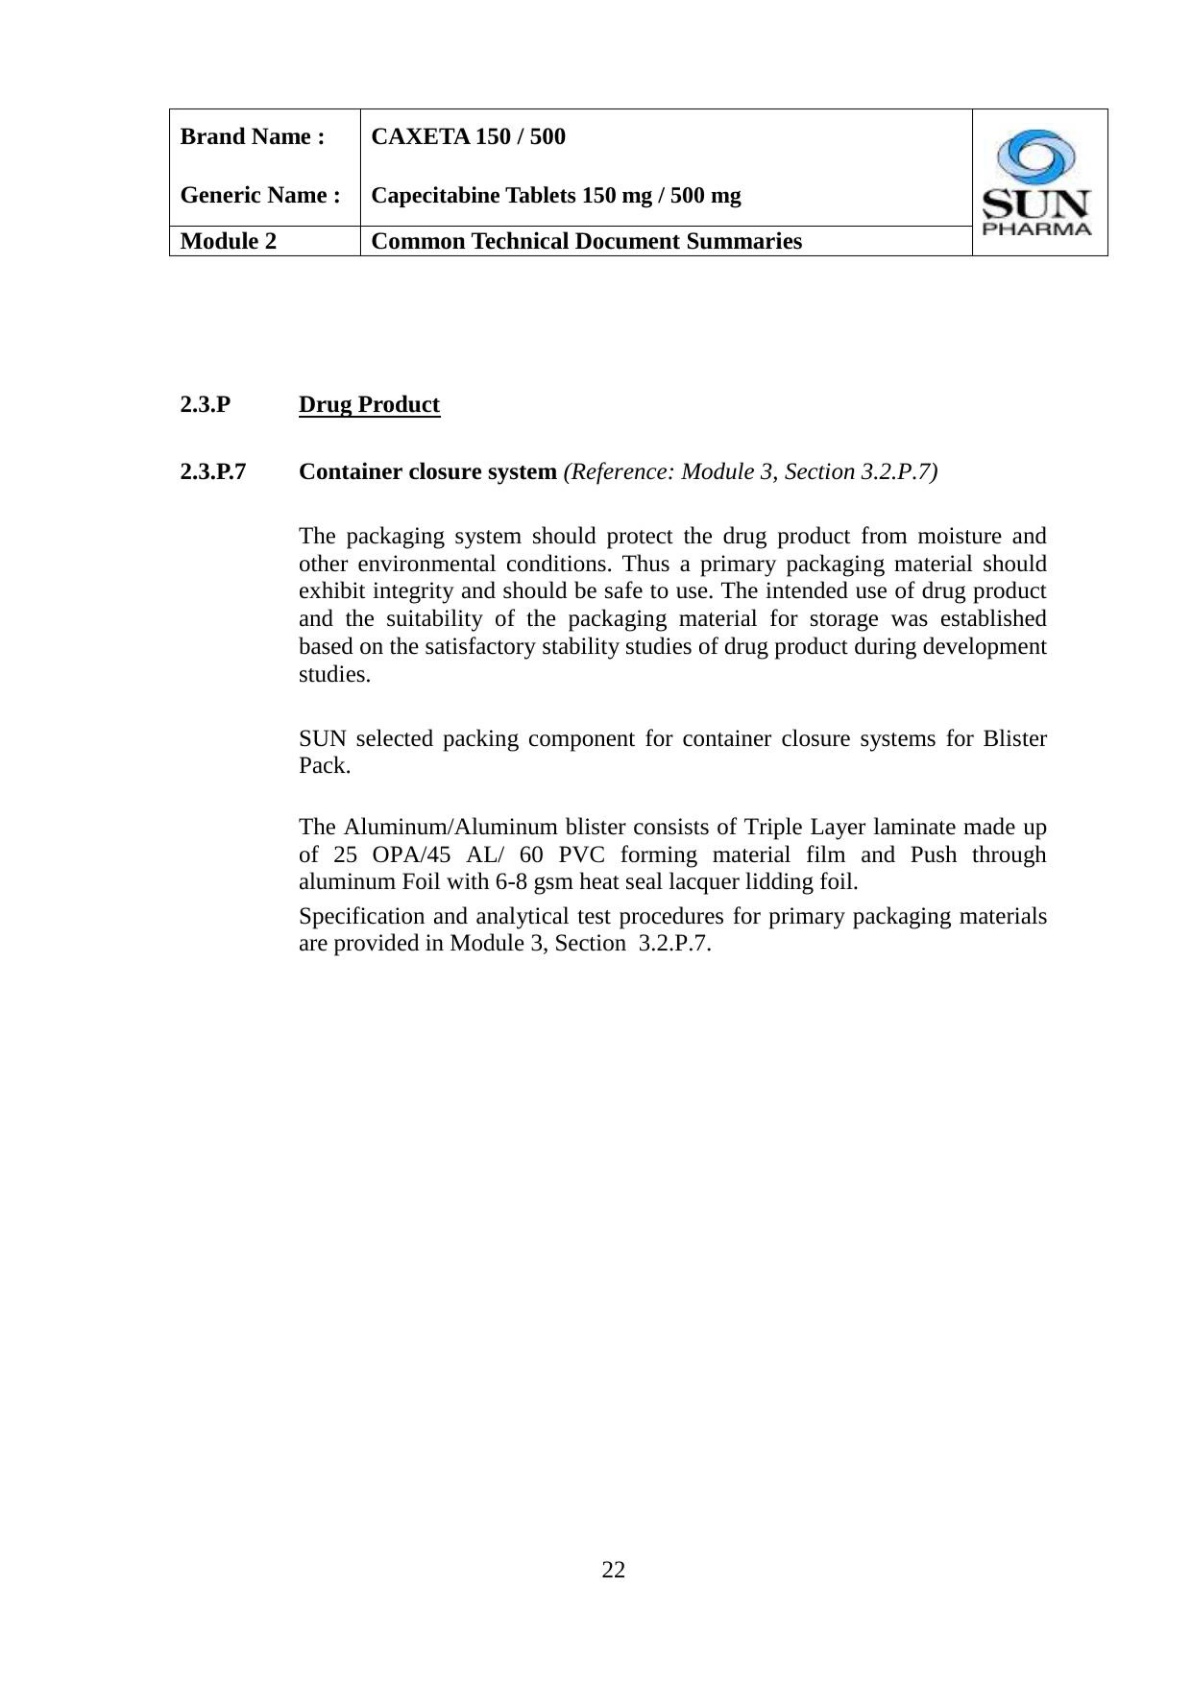 Brand Name : CAXETA 150 / 500
Generic Name : Capecitabine Tablets 150 mg / 500 mg
Module 2 Common Technical Document Summaries
SUN
PHARMA
2.3.P Drug Product
2.3.P.7 Container closure system (Reference: Module 3, Section 3.2.P.7)
The packaging system should protect the drug product from moisture and
other environmental conditions. Thus a primary packaging material should
exhibit integrity and should be safe to use. The intended use of drug product
and the suitability of the packaging material for storage was established
based on the satisfactory stability studies of drug product during development
studies.
SUN selected packing component for container closure systems for Blister
Pack.
The Aluminum/Aluminum blister consists of Triple Layer laminate made up
of 25 OPA/45 AL/ 60 PVC forming material film and Push through
aluminum Foil with 6-8 gsm heat seal lacquer lidding foil.
Specification and analytical test procedures for primary packaging materials
are provided in Module 3, Section  3.2.P.7.
22